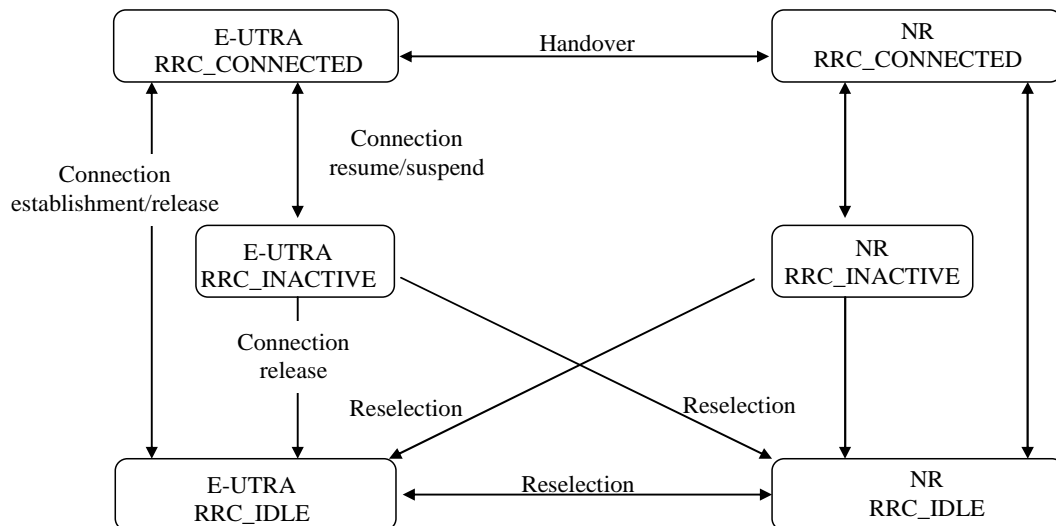 E-UTRA
RRC_CONNECTED
Handover
NR
RRC_CONNECTED
Connection
resume/suspend
Connection
establishment/release
E-UTRA
RRC_INACTIVE
NR
RRC_INACTIVE
Connection
release
Reselection
Reselection
E-UTRA
RRC_IDLE
Reselection
NR
RRC_IDLE